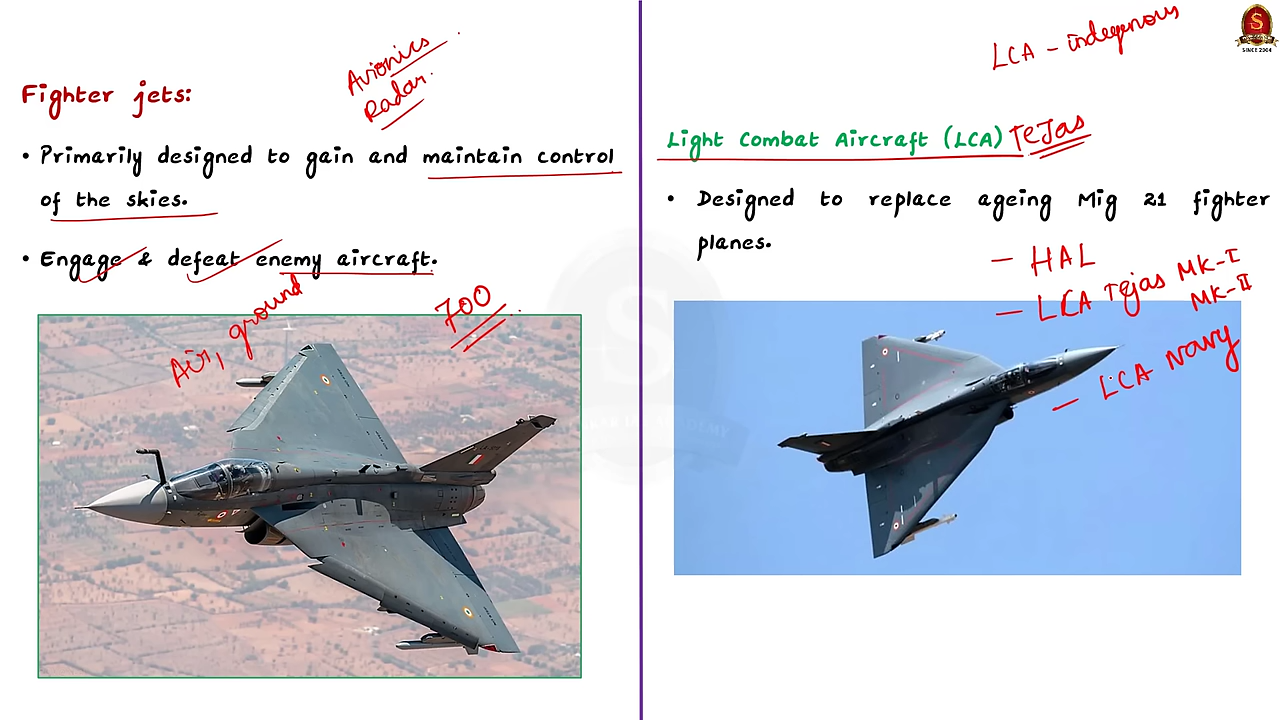 Avionics
Radar.
Fighter jets:
• Primarily designed to gain and maintain control
of the skies.
• Engage & defeat enemy aircraft.
Air, ground
700
LCA - indegenous
SINCE 2004
Light Combat Aircraft (LCA) Tejas
• Designed to replace ageing Mig 21 fighter
planes.
- HAL
- LCA Tejas MK-I
MK-II
- LCA Navy
S